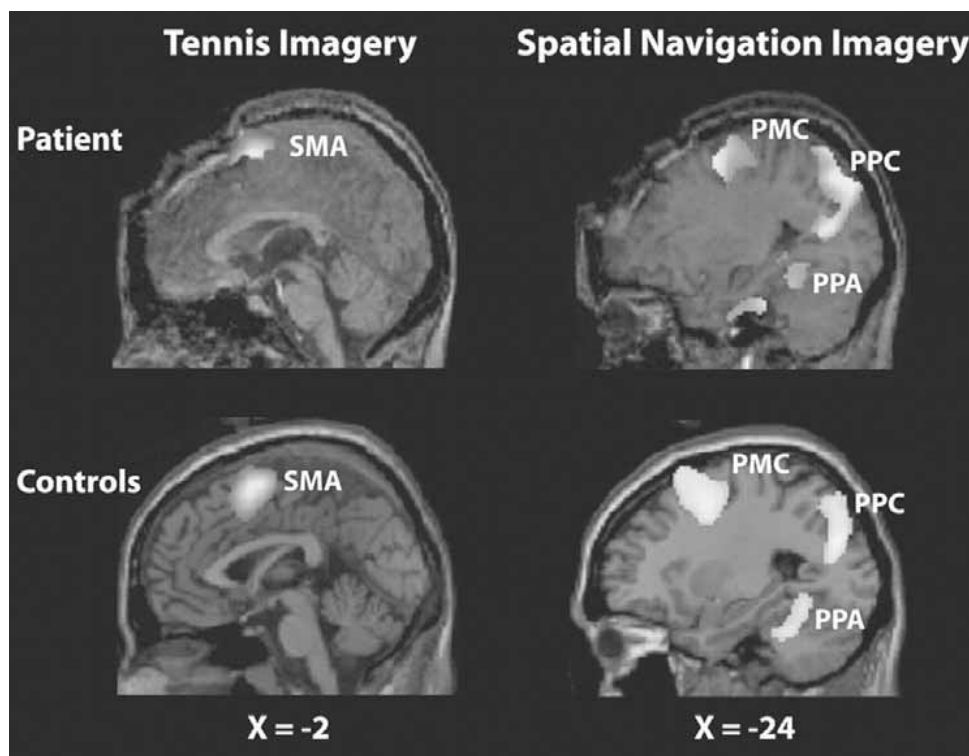 Tennis Imagery Spatial Navigation Imagery
Patient SMA PMC PPC
PPA
Controls SMA PMC PPC
PPA
X = -2 X = -24